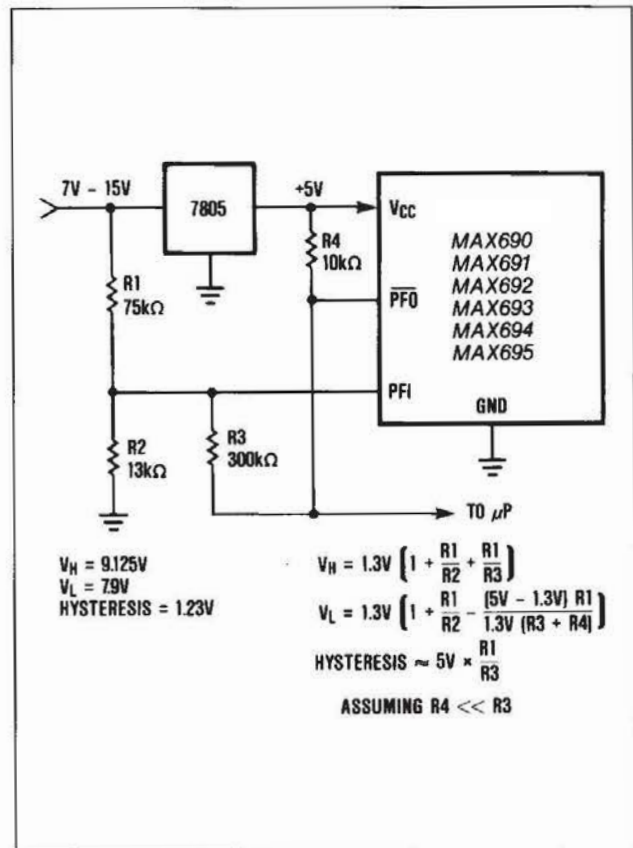 7V – 15V
7805
+5V
VCC
R4
10kΩ
MAX690
MAX691
MAX692
MAX693
MAX694
MAX695
R1
75kΩ
PFO
PFI
GND
R2
13kΩ
R3
300kΩ
TO μP
VH = 9.125V
VL = 7.9V
HYSTERESIS = 1.23V
VH = 1.3V (1 + R1/R2 + R1/R3)
VL = 1.3V (1 + R1/R2 – (5V – 1.3V) R1/1.3V (R3 + R4))
HYSTERESIS ≈ 5V × R1/R3
ASSUMING R4 << R3